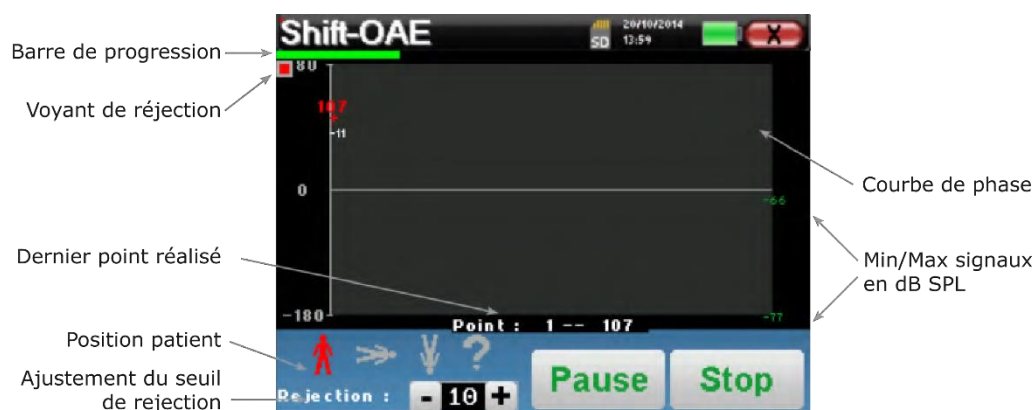 Shift-OAE
SD
20/10/2014
13:59
X
Barre de progression
80
Voyant de réjection
107
-11
0
Courbe de phase
-66
Dernier point réalisé
Min/Max signaux
en dB SPL
-180
-77
Point : 1 -- 107
Position patient
?
Ajustement du seuil
de rejection
Rejection :
- 10 +
Pause
Stop